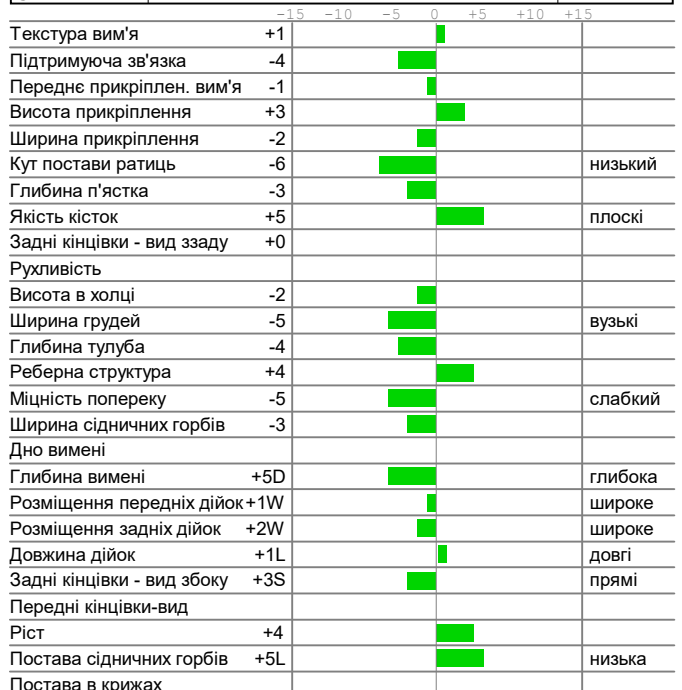 -15 -10 -5 0 +5 +10 +15
Текстура вим'я +1
Підтримуюча зв'язка -4
Переднє прикріплен. вим'я -1
Висота прикріплення +3
Ширина прикріплення -2
Кут постави ратиць -6 низький
Глибина п'ястка -3
Якість кісток +5 плоскі
Задні кінцівки - вид ззаду +0
Рухливість
Висота в холці -2
Ширина грудей -5 вузькі
Глибина тулуба -4
Реберна структура +4
Міцність попереку -5 слабкий
Ширина сідничних горбів -3
Дно вимені
Глибина вимені +5D глибока
Розміщення передніх дійок +1W широке
Розміщення задніх дійок +2W широке
Довжина дійок +1L довгі
Задні кінцівки - вид збоку +3S прямі
Передні кінцівки-вид
Ріст +4
Постава сідничних горбів +5L низька
Постава в крижах